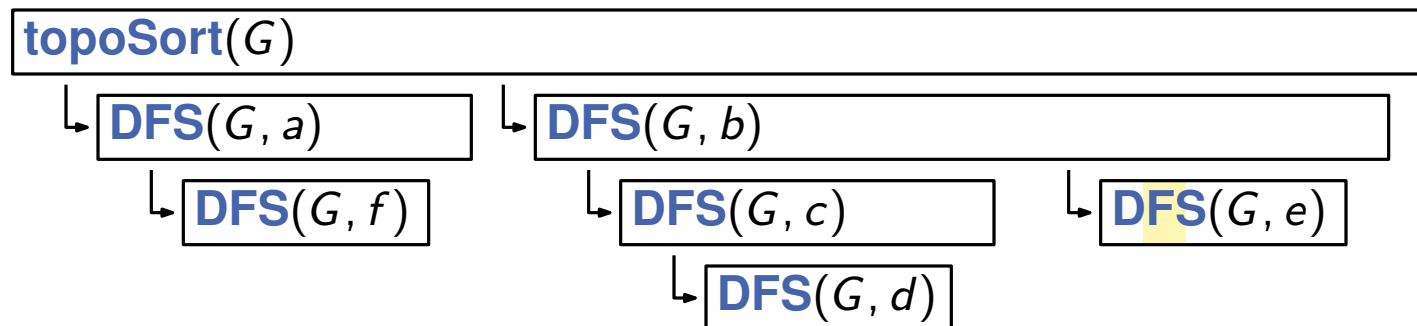 topoSort(G)
DFS(G, a) DFS(G, b)
DFS(G, f) DFS(G, c) DFS(G, e)
DFS(G, d)